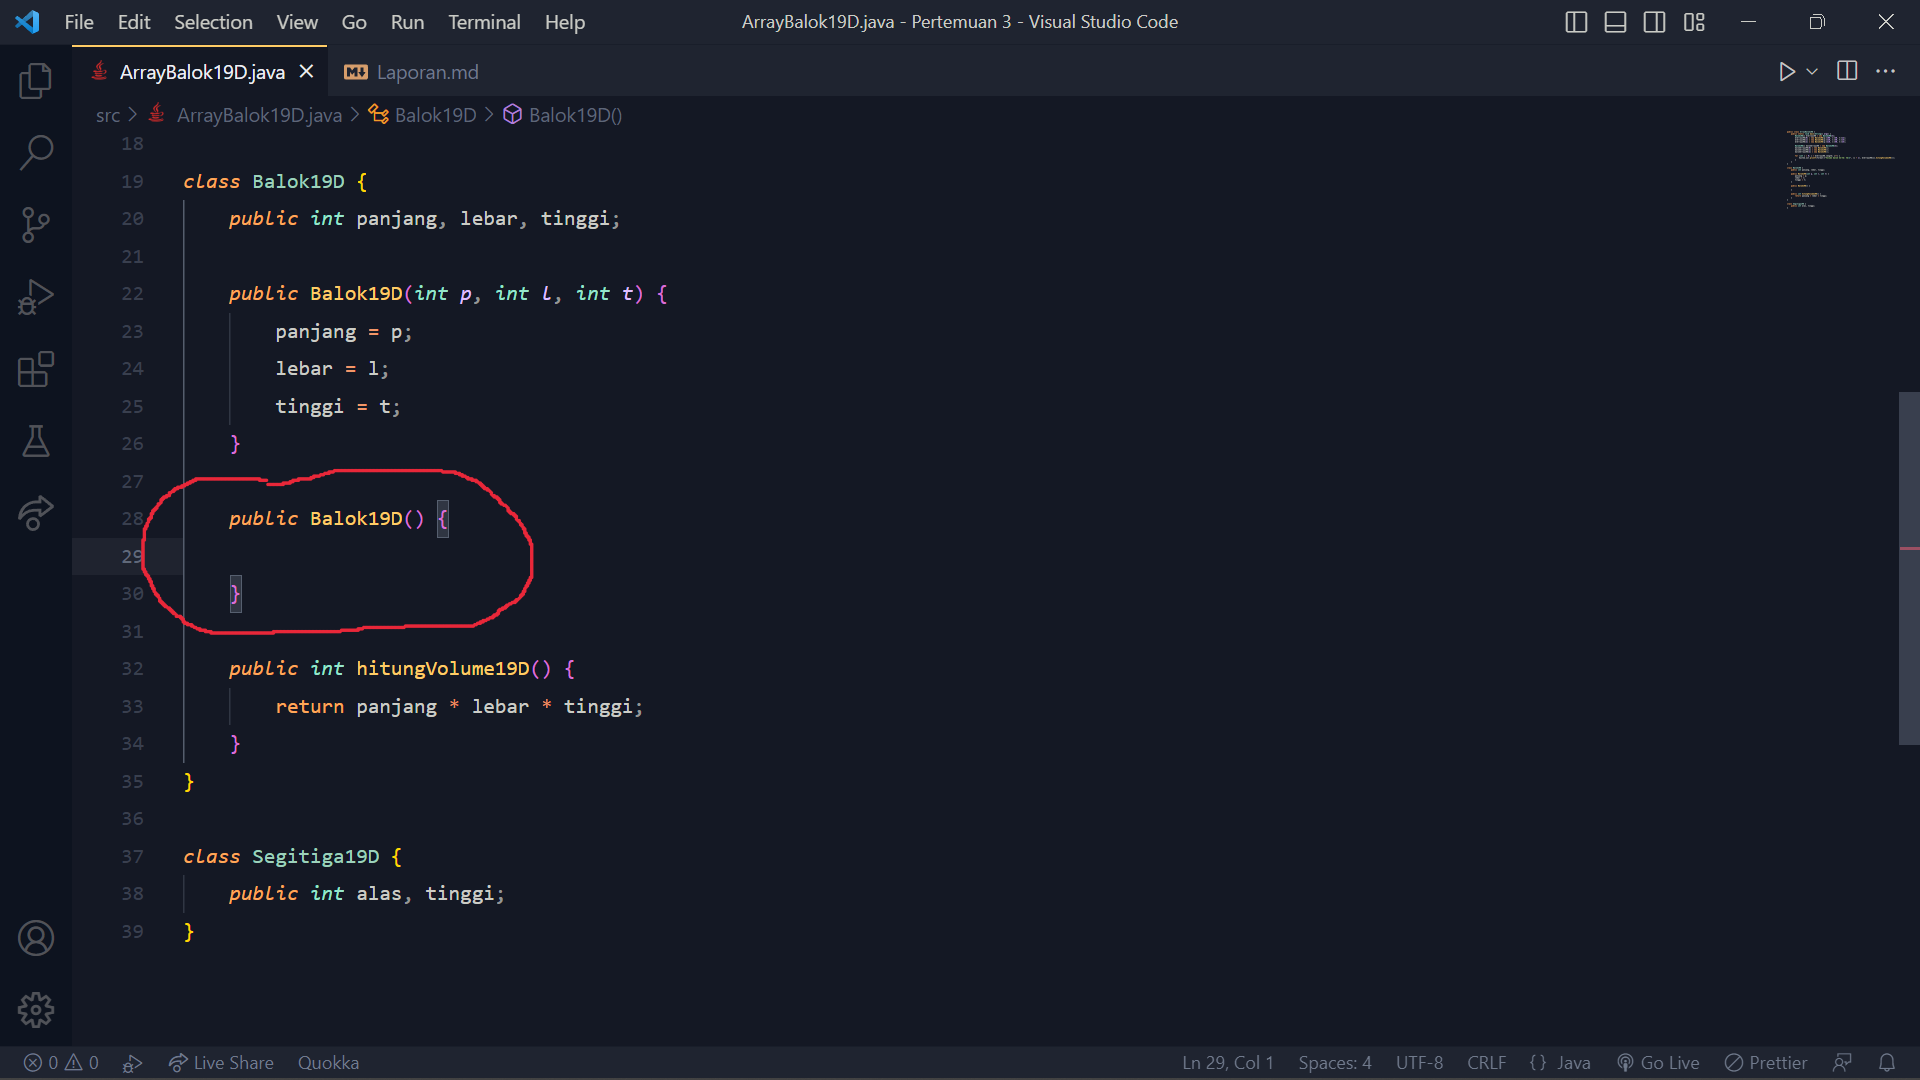 File Edit Selection View Go Run Terminal Help ArrayBalok19D.java - Pertemuan 3 - Visual Studio Code
ArrayBalok19D.java Laporan.md
src > ArrayBalok19D.java > Balok19D > Balok19D()
18
19 class Balok19D {
20 public int panjang, lebar, tinggi;
21
22 public Balok19D(int p, int l, int t) {
23 panjang = p;
24 lebar = l;
25 tinggi = t;
26 }
27
28 public Balok19D() {
29
30 }
31
32 public int hitungVolume19D() {
33 return panjang * lebar * tinggi;
34 }
35 }
36
37 class Segitiga19D {
38 public int alas, tinggi;
39 }
0 0 Live Share Quokka Ln 29, Col 1 Spaces: 4 UTF-8 CRLF {} Java Go Live Prettier